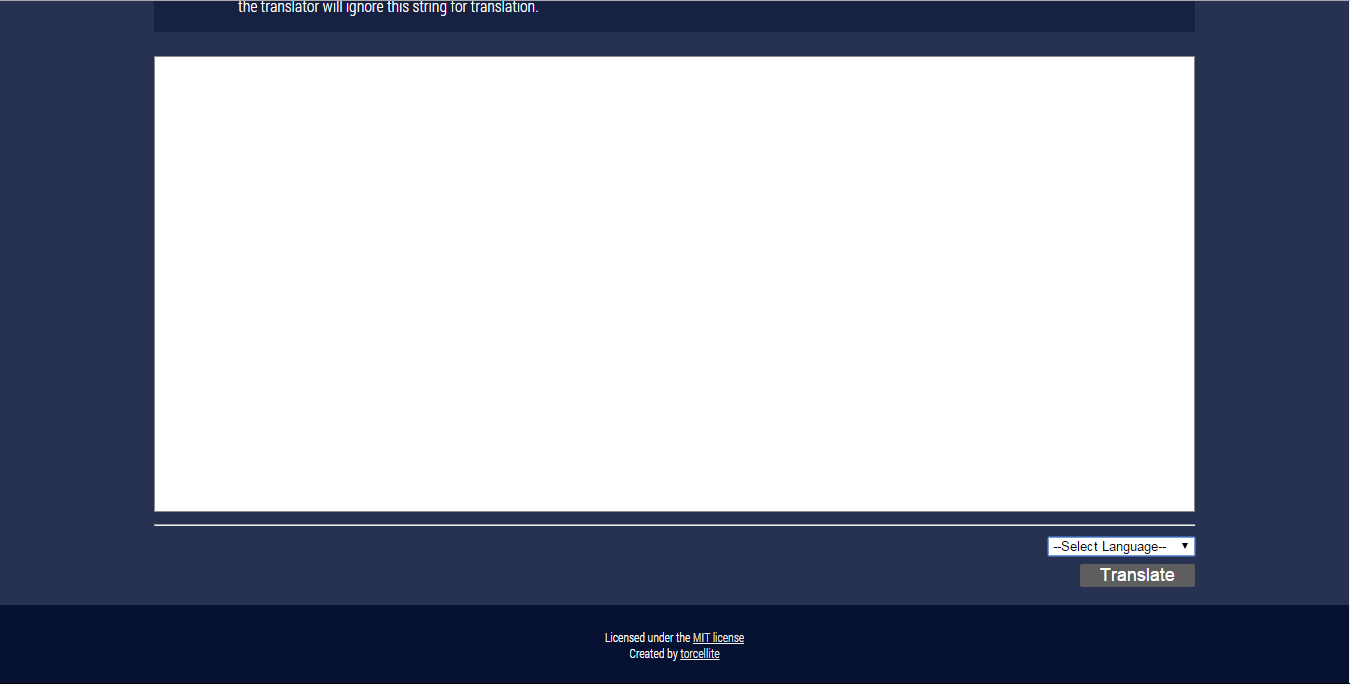 the translator will ignore this string for translation.
--Select Language--
Translate
Licensed under the MIT license
Created by torcellite